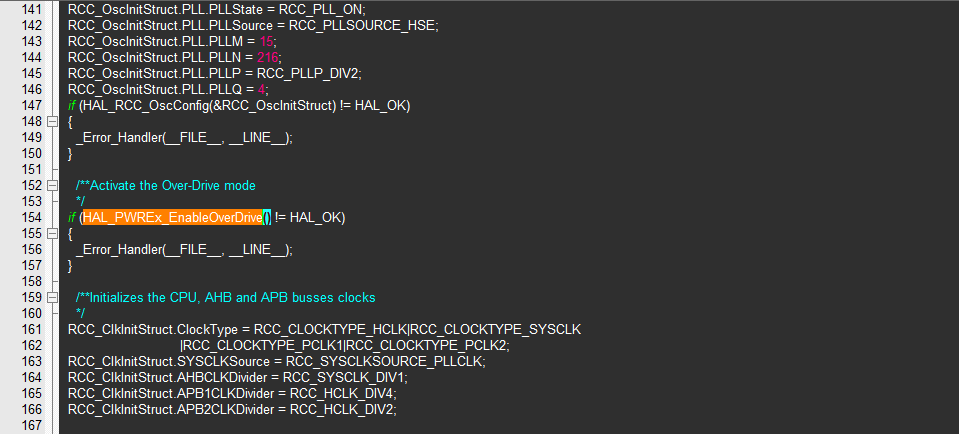 141 RCC_OscInitStruct.PLL.PLLState = RCC_PLL_ON;
142 RCC_OscInitStruct.PLL.PLLSource = RCC_PLLSOURCE_HSE;
143 RCC_OscInitStruct.PLL.PLLM = 15;
144 RCC_OscInitStruct.PLL.PLLN = 216;
145 RCC_OscInitStruct.PLL.PLLP = RCC_PLLP_DIV2;
146 RCC_OscInitStruct.PLL.PLLQ = 4;
147 if (HAL_RCC_OscConfig(&RCC_OscInitStruct) != HAL_OK)
148 {
149 _Error_Handler(__FILE__, __LINE__);
150 }
151
152 /**Activate the Over-Drive mode
153 */
154 if (HAL_PWREx_EnableOverDrive() != HAL_OK)
155 {
156 _Error_Handler(__FILE__, __LINE__);
157 }
158
159 /**Initializes the CPU, AHB and APB busses clocks
160 */
161 RCC_ClkInitStruct.ClockType = RCC_CLOCKTYPE_HCLK|RCC_CLOCKTYPE_SYSCLK
162 |RCC_CLOCKTYPE_PCLK1|RCC_CLOCKTYPE_PCLK2;
163 RCC_ClkInitStruct.SYSCLKSource = RCC_SYSCLKSOURCE_PLLCLK;
164 RCC_ClkInitStruct.AHBCLKDivider = RCC_SYSCLK_DIV1;
165 RCC_ClkInitStruct.APB1CLKDivider = RCC_HCLK_DIV4;
166 RCC_ClkInitStruct.APB2CLKDivider = RCC_HCLK_DIV2;
167